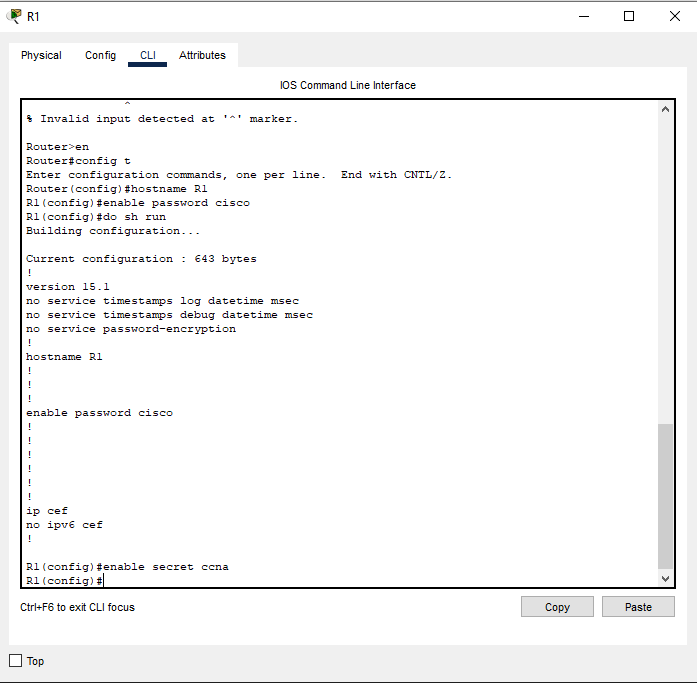 R1
Physical Config CLI Attributes
IOS Command Line Interface
^
% Invalid input detected at '^' marker.
Router>en
Router#config t
Enter configuration commands, one per line.  End with CNTL/Z.
Router(config)#hostname R1
R1(config)#enable password cisco
R1(config)#do sh run
Building configuration...
Current configuration : 643 bytes
!
version 15.1
no service timestamps log datetime msec
no service timestamps debug datetime msec
no service password-encryption
!
hostname R1
!
!
!
enable password cisco
!
!
!
!
!
!
ip cef
no ipv6 cef
!
R1(config)#enable secret ccna
R1(config)#
Ctrl+F6 to exit CLI focus
Copy Paste
Top